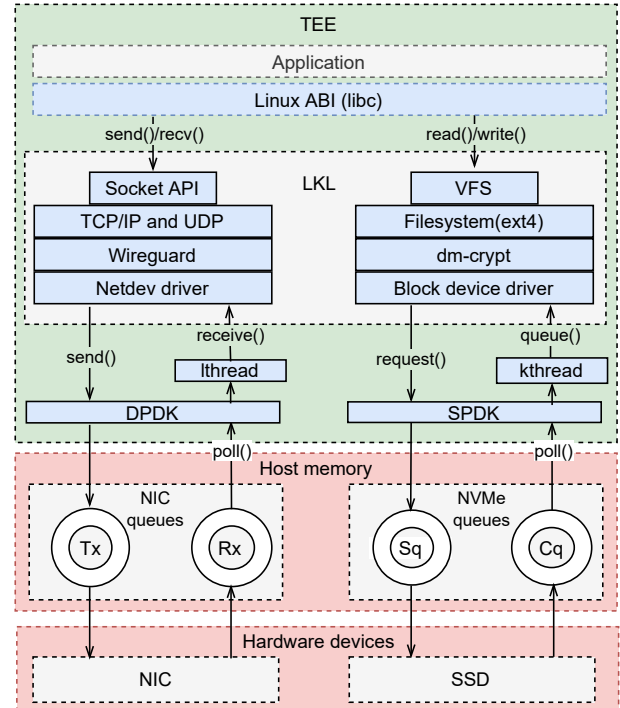 TEE
Application
Linux ABI (libc)
send()/recv()
read()/write()
LKL
Socket API
VFS
TCP/IP and UDP
Filesystem(ext4)
Wireguard
dm-crypt
Netdev driver
Block device driver
receive()
queue()
send()
request()
lthread
kthread
DPDK
SPDK
poll()
poll()
Host memory
NIC
queues
NVMe
queues
Tx
Rx
Sq
Cq
Hardware devices
NIC
SSD